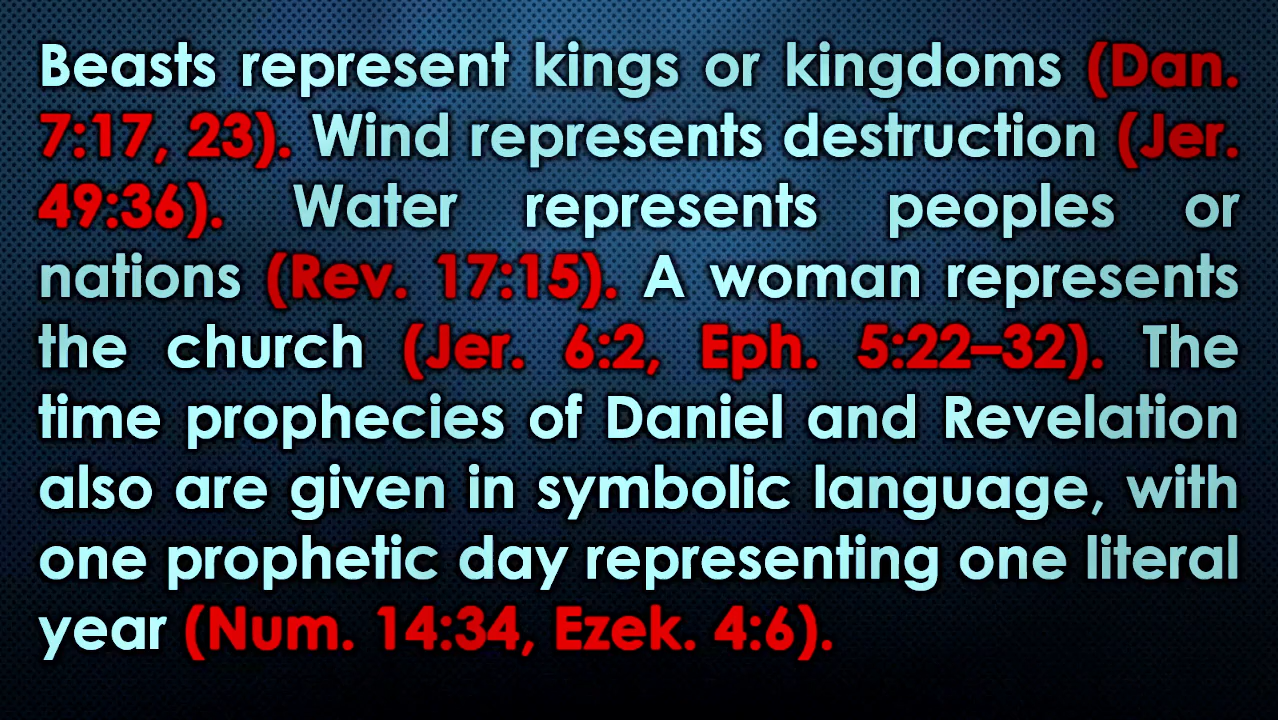 Beasts represent kings or kingdoms (Dan.
7:17, 23). Wind represents destruction (Jer.
49:36). Water represents peoples or
nations (Rev. 17:15). A woman represents
the church (Jer. 6:2, Eph. 5:22–32). The
time prophecies of Daniel and Revelation
also are given in symbolic language, with
one prophetic day representing one literal
year (Num. 14:34, Ezek. 4:6).